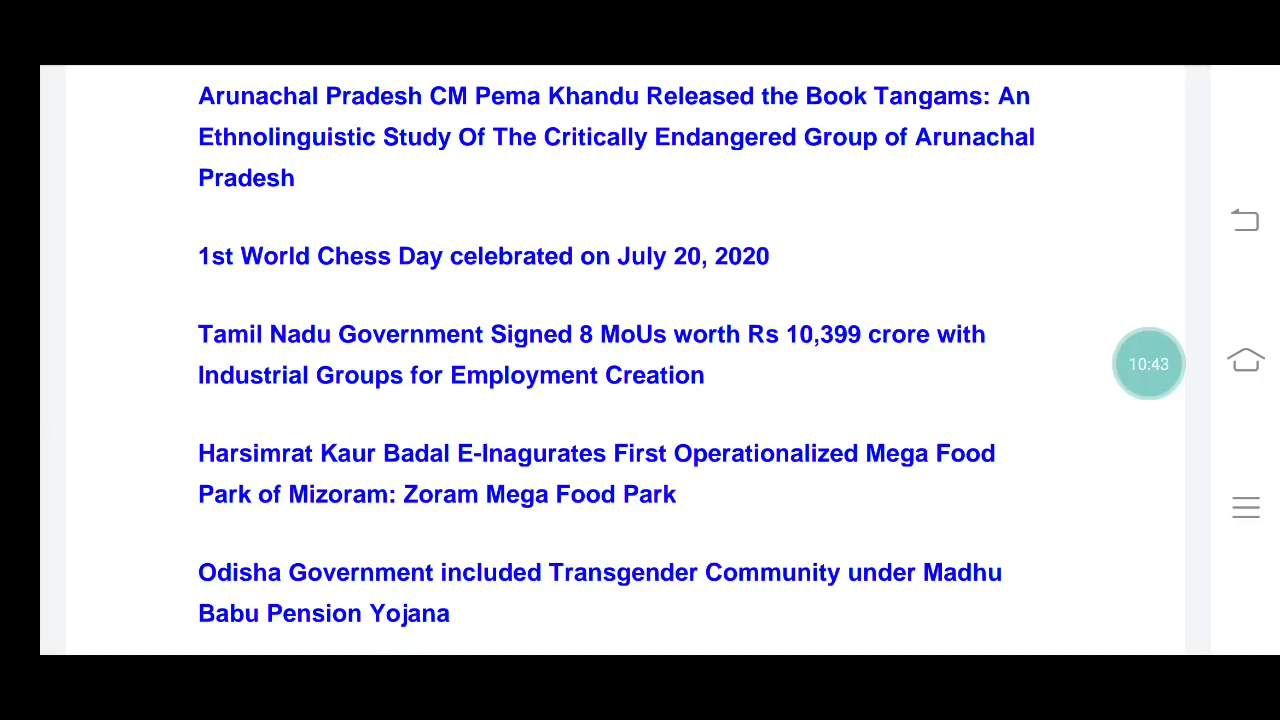 Arunachal Pradesh CM Pema Khandu Released the Book Tangams: An
Ethnolinguistic Study Of The Critically Endangered Group of Arunachal
Pradesh
1st World Chess Day celebrated on July 20, 2020
Tamil Nadu Government Signed 8 MoUs worth Rs 10,399 crore with
Industrial Groups for Employment Creation
10:43
Harsimrat Kaur Badal E-Inagurates First Operationalized Mega Food
Park of Mizoram: Zoram Mega Food Park
Odisha Government included Transgender Community under Madhu
Babu Pension Yojana